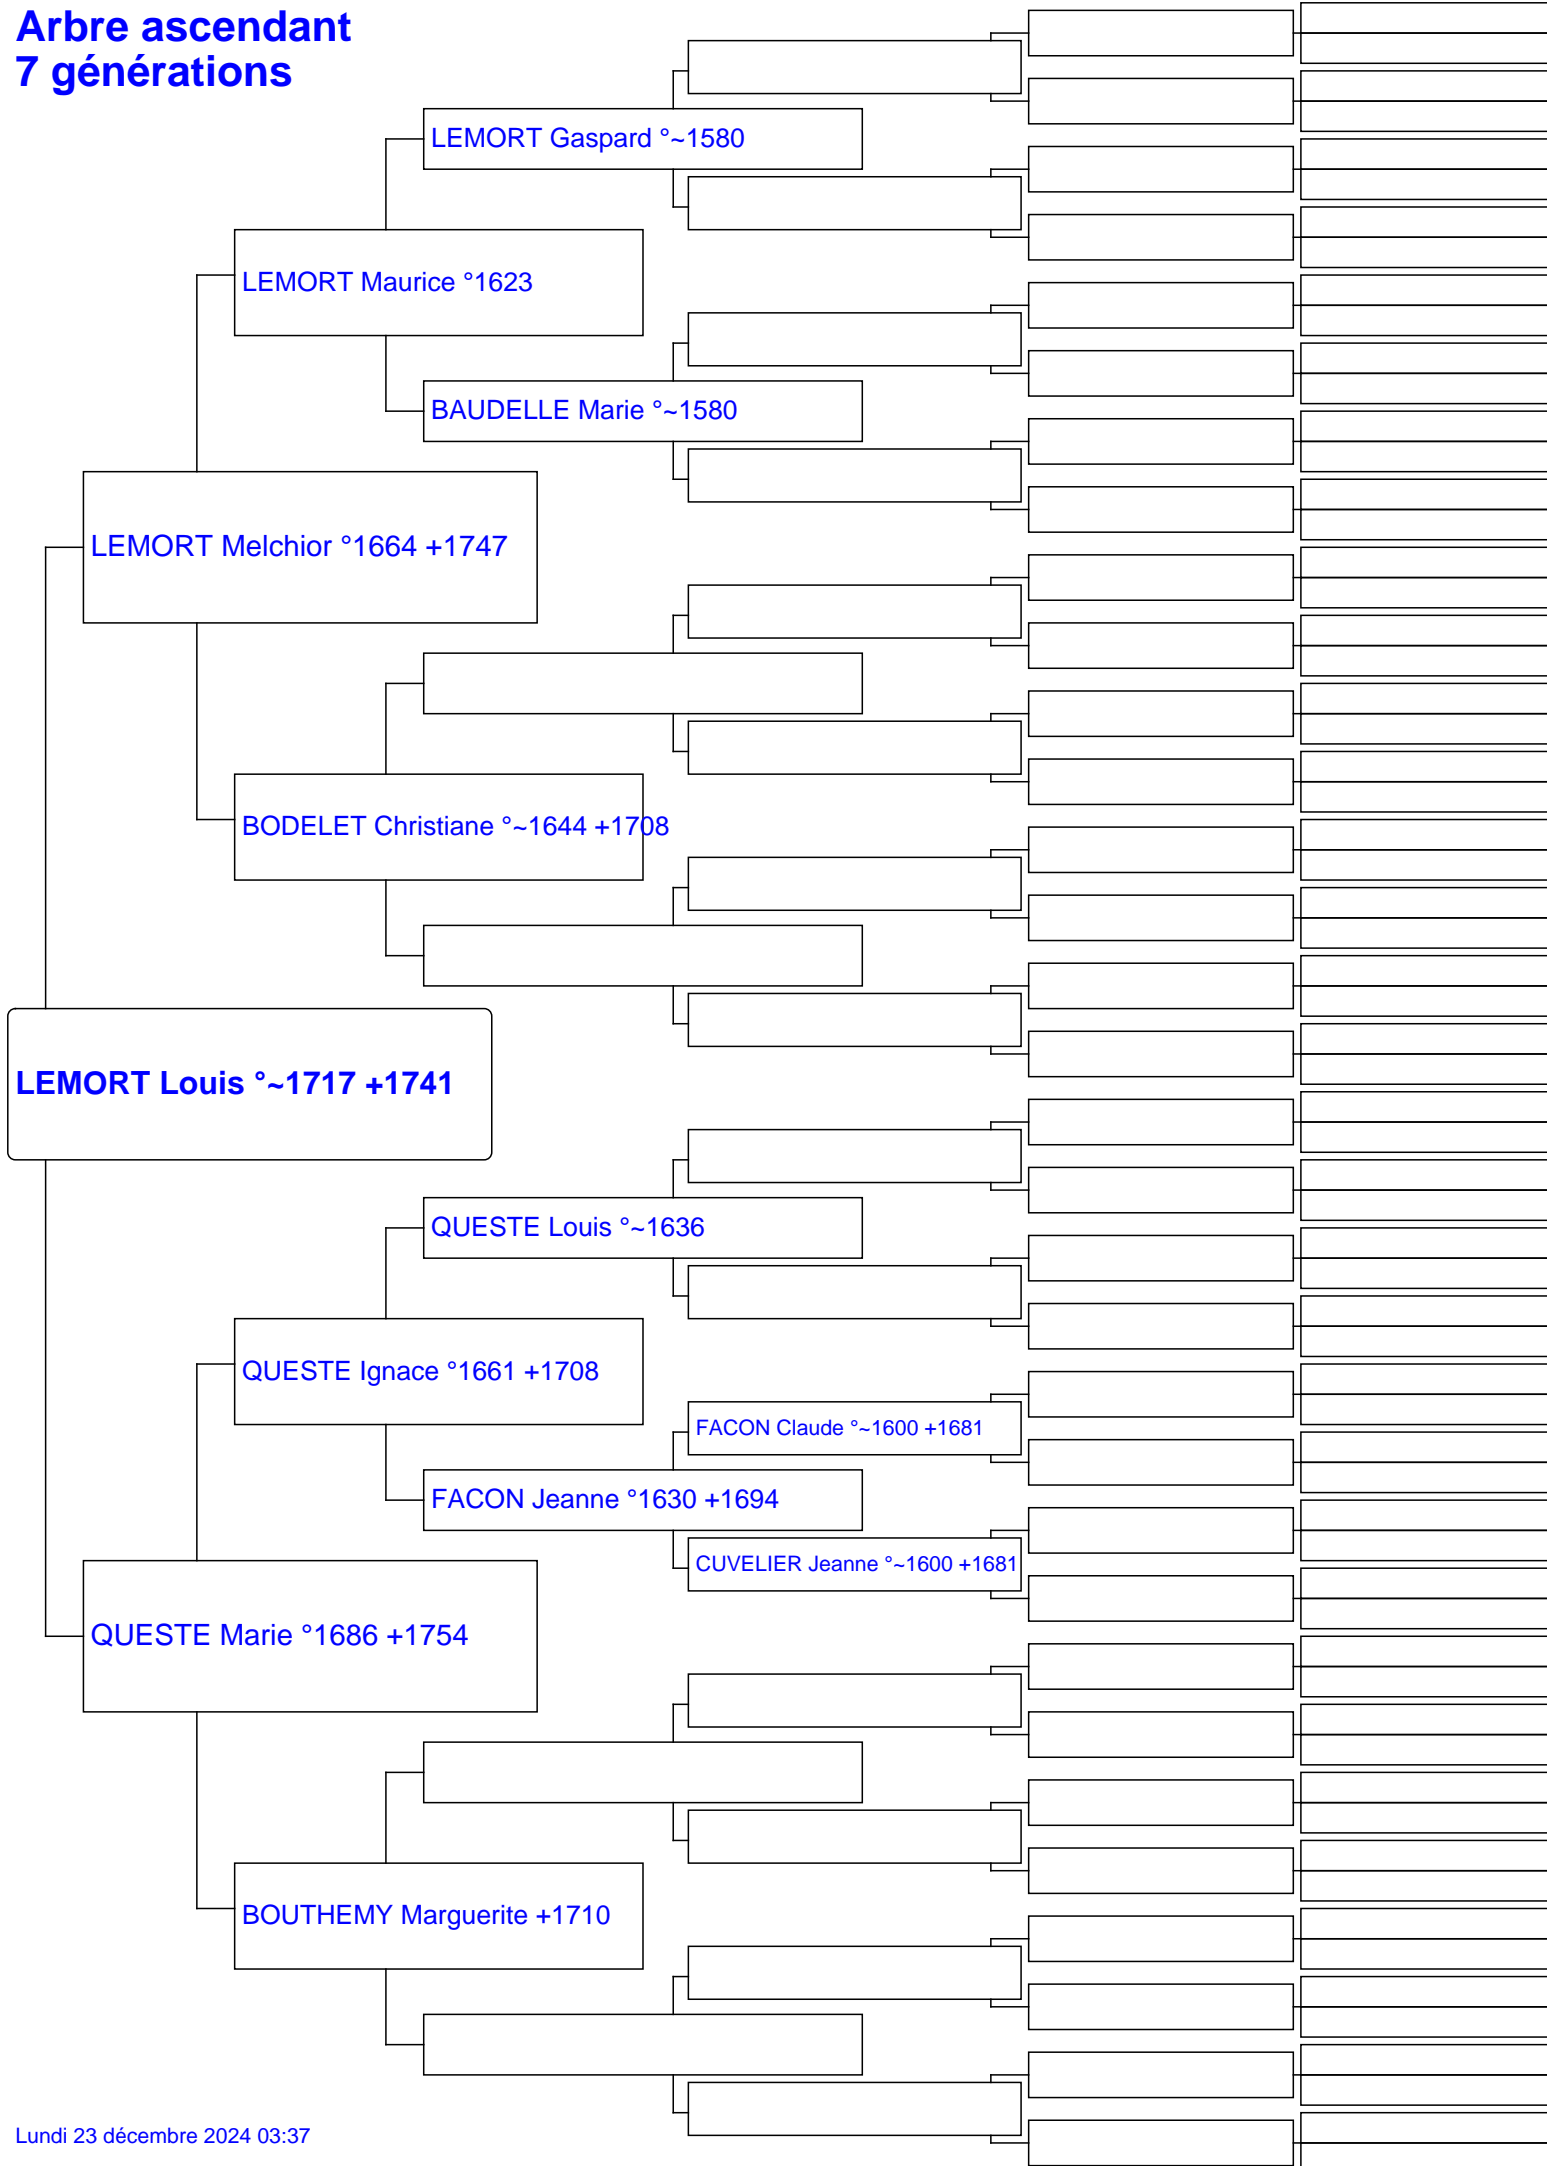 Arbre ascendant
7 générations
LEMORT Gaspard °~1580
LEMORT Maurice °1623
BAUDELLE Marie °~1580
LEMORT Melchior °1664 +1747
BODELET Christiane °~1644 +1708
LEMORT Louis °~1717 +1741
QUESTE Louis °~1636
QUESTE Ignace °1661 +1708
FACON Claude °~1600 +1681
FACON Jeanne °1630 +1694
CUVELIER Jeanne °~1600 +1681
QUESTE Marie °1686 +1754
BOUTHEMY Marguerite +1710
Lundi 23 décembre 2024 03:37